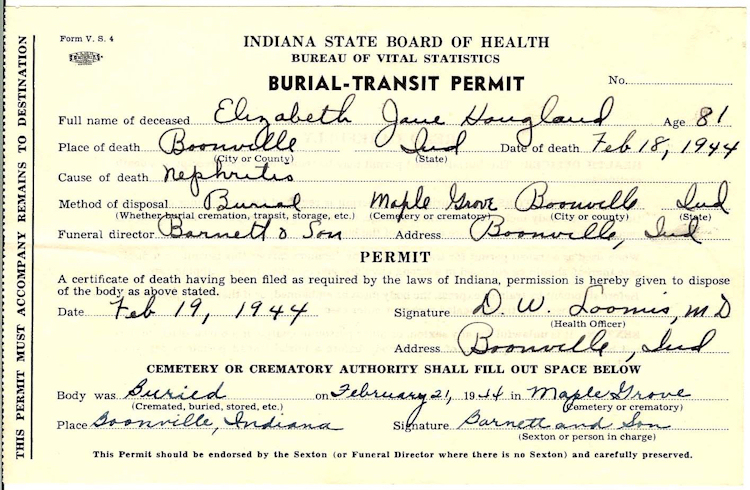 Form V. S. 4
INDIANA STATE BOARD OF HEALTH
BUREAU OF VITAL STATISTICS
BURIAL-TRANSIT PERMIT
No.
Full name of deceased Elizabeth Jane Hougland Age 81
Place of death Boonville Ind Date of death Feb 18, 1944
(City or County) (State)
Cause of death nephritis
Method of disposal Burial Maple Grove Boonville Ind
(Whether burial cremation, transit, storage, etc.) (Cemetery or crematory) (City or county) (State)
Funeral director Barnett & Son Address Boonville, Ind
PERMIT
A certificate of death having been filed as required by the laws of Indiana, permission is hereby given to dispose
of the body as above stated.
Date Feb 19, 1944 Signature D. W. Loomis, M D
(Health Officer)
Address Boonville, Ind
CEMETERY OR CREMATORY AUTHORITY SHALL FILL OUT SPACE BELOW
Body was Buried on February 21, 1944 in Maple Grove
(Cremated, buried, stored, etc.) (Cemetery or crematory)
Place Boonville, Indiana Signature Barnett and Son
(Sexton or person in charge)
This Permit should be endorsed by the Sexton (or Funeral Director where there is no Sexton) and carefully preserved.
THIS PERMIT MUST ACCOMPANY REMAINS TO DESTINATION